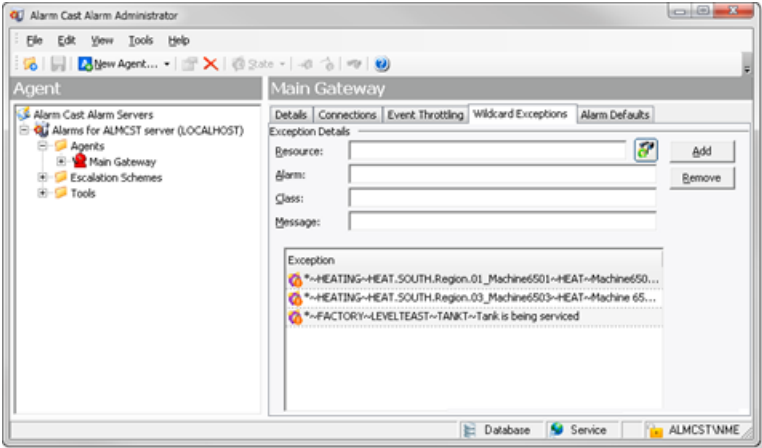 Alarm Cast Alarm Administrator
File Edit View Tools Help
New Agent... State
Agent
Main Gateway
Alarm Cast Alarm Servers
Alarms for ALMCST server (LOCALHOST)
Agents
Main Gateway
Escalation Schemes
Tools
Details Connections Event Throttling Wildcard Exceptions Alarm Defaults
Exception Details
Resource: Add
Alarm: Remove
Class:
Message:
Exception
*~HEATING~HEAT.SOUTH.Region.01_Machine6501~HEAT~Machine650...
*~HEATING~HEAT.SOUTH.Region.03_Machine6503~HEAT~Machine 65...
*~FACTORY~LEVELTEAST~TANKT~Tank is being serviced
Database Service ALMCST\NME